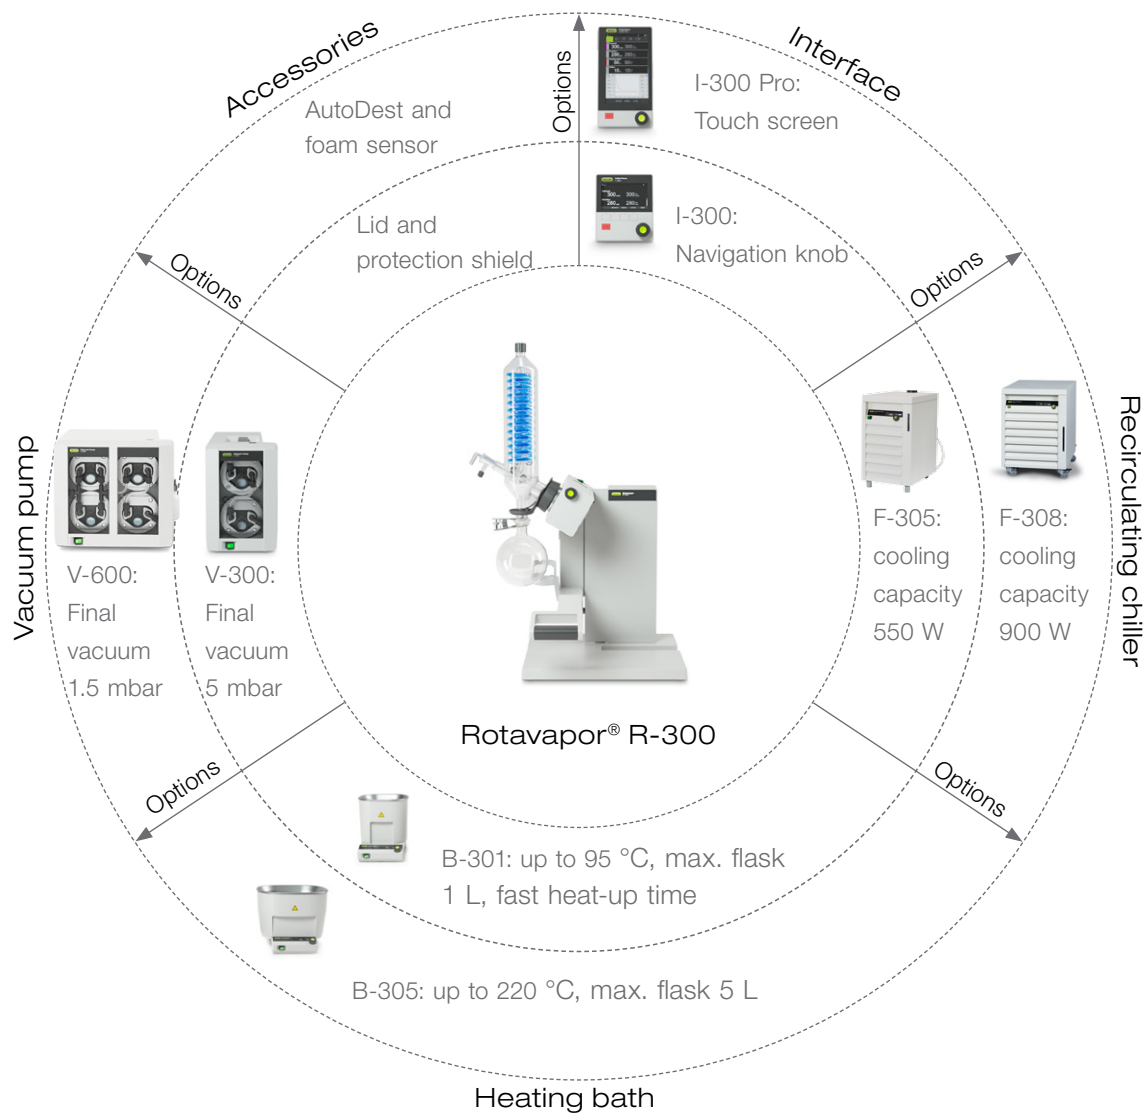 Accessories
Interface
Options
AutoDest and
foam sensor
I-300 Pro:
Touch screen
Lid and
protection shield
I-300:
Navigation knob
Options
Options
Recirculating chiller
F-305:
cooling
capacity
550 W
F-308:
cooling
capacity
900 W
Vacuum pump
V-600:
Final
vacuum
1.5 mbar
V-300:
Final
vacuum
5 mbar
Rotavapor® R-300
Options
Options
B-301: up to 95 °C, max. flask
1 L, fast heat-up time
B-305: up to 220 °C, max. flask 5 L
Heating bath